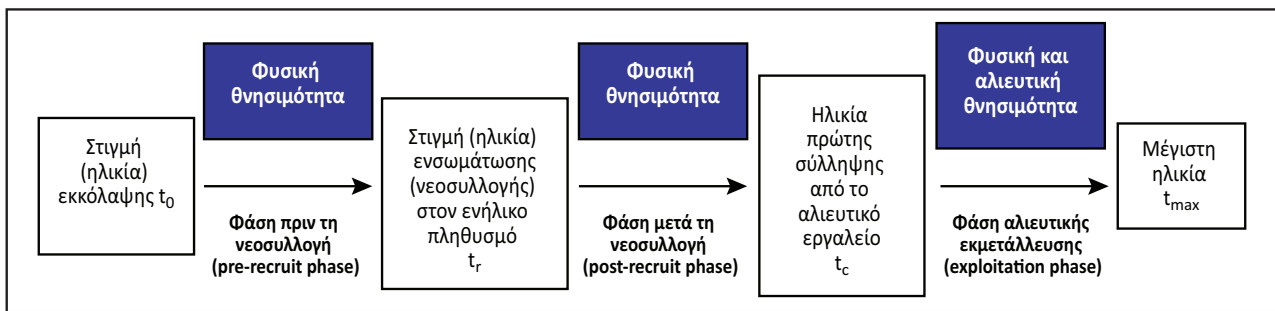 Στιγμή
(ηλικία)
εκκόλαψης t0
Φυσική
θνησιμότητα
Φάση πριν τη
νεοσυλλογή
(pre-recruit phase)
Στιγμή (ηλικία)
ενσωμάτωσης
(νεοσυλλογής)
στον ενήλικο
πληθυσμό
tr
Φυσική
θνησιμότητα
Φάση μετά τη
νεοσυλλογή
(post-recruit phase)
Ηλικία
πρώτης
σύλληψης
από το
αλιευτικό
εργαλείο
tc
Φυσική και
αλιευτική
θνησιμότητα
Φάση αλιευτικής
εκμετάλλευσης
(exploitation phase)
Μέγιστη
ηλικία
tmax